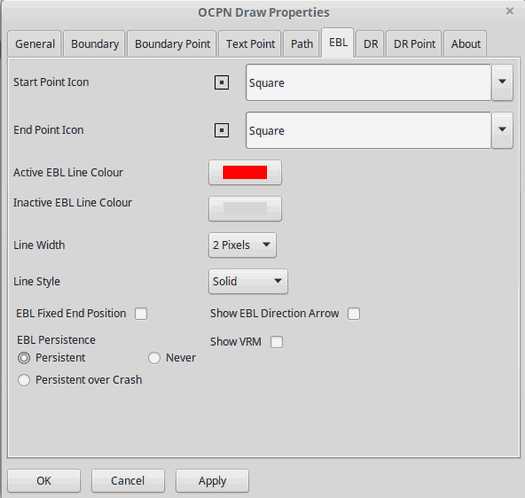 OCPN Draw Properties
General Boundary Boundary Point Text Point Path EBL DR DR Point About
Start Point Icon Square
End Point Icon Square
Active EBL Line Colour
Inactive EBL Line Colour
Line Width 2 Pixels
Line Style Solid
EBL Fixed End Position Show EBL Direction Arrow
EBL Persistence Show VRM
Persistent Never
Persistent over Crash
OK Cancel Apply